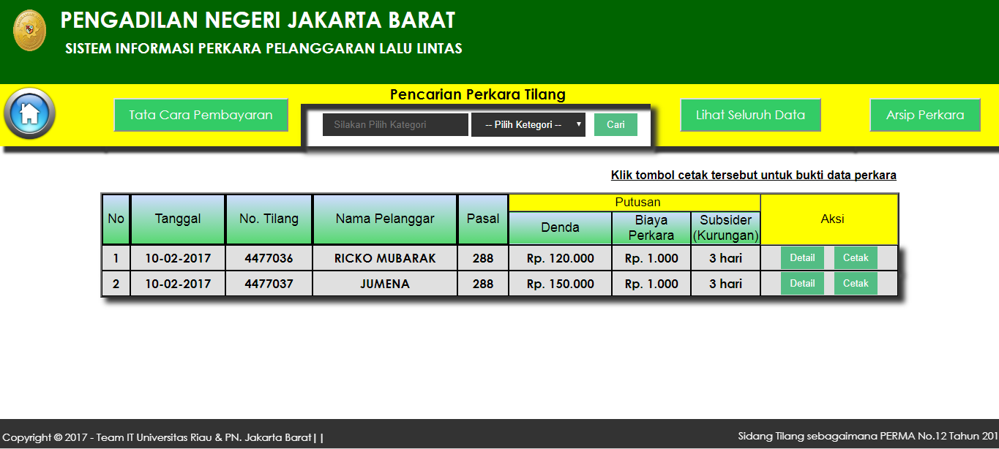 PENGADILAN NEGERI JAKARTA BARAT
SISTEM INFORMASI PERKARA PELANGGARAN LALU LINTAS
Pencarian Perkara Tilang
Tata Cara Pembayaran
Silakan Pilih Kategori
-- Pilih Ketegori --
Cari
Lihat Seluruh Data
Arsip Perkara
Klik tombol cetak tersebut untuk bukti data perkara
No Tanggal No. Tilang Nama Pelanggar Pasal Putusan Aksi
Denda Biaya Perkara Subsider (Kurungan)
1 10-02-2017 4477036 RICKO MUBARAK 288 Rp. 120.000 Rp. 1.000 3 hari Detail Cetak
2 10-02-2017 4477037 JUMENA 288 Rp. 150.000 Rp. 1.000 3 hari Detail Cetak
Copyright © 2017 - Team IT Universitas Riau & PN. Jakarta Barat||
Sidang Tilang sebagaimana PERMA No.12 Tahun 201